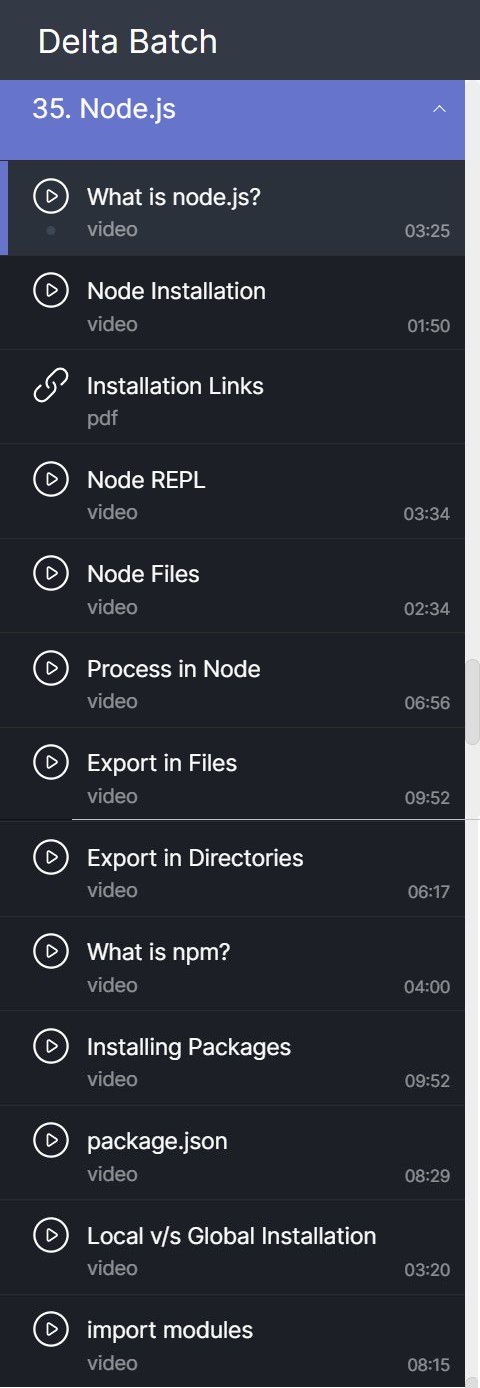 Delta Batch
35. Node.js
What is node.js?
video 03:25
Node Installation
video 01:50
Installation Links
pdf
Node REPL
video 03:34
Node Files
video 02:34
Process in Node
video 06:56
Export in Files
video 09:52
Export in Directories
video 06:17
What is npm?
video 04:00
Installing Packages
video 09:52
package.json
video 08:29
Local v/s Global Installation
video 03:20
import modules
video 08:15